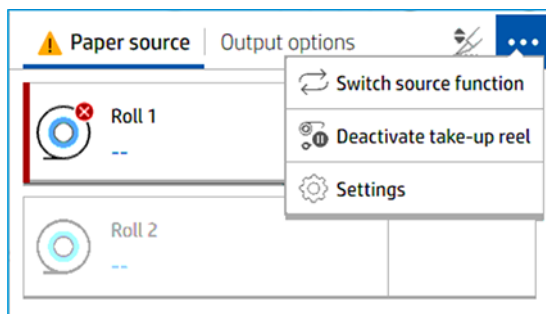 Paper source
Output options
Switch source function
Roll 1
--
Deactivate take-up reel
Settings
Roll 2
--